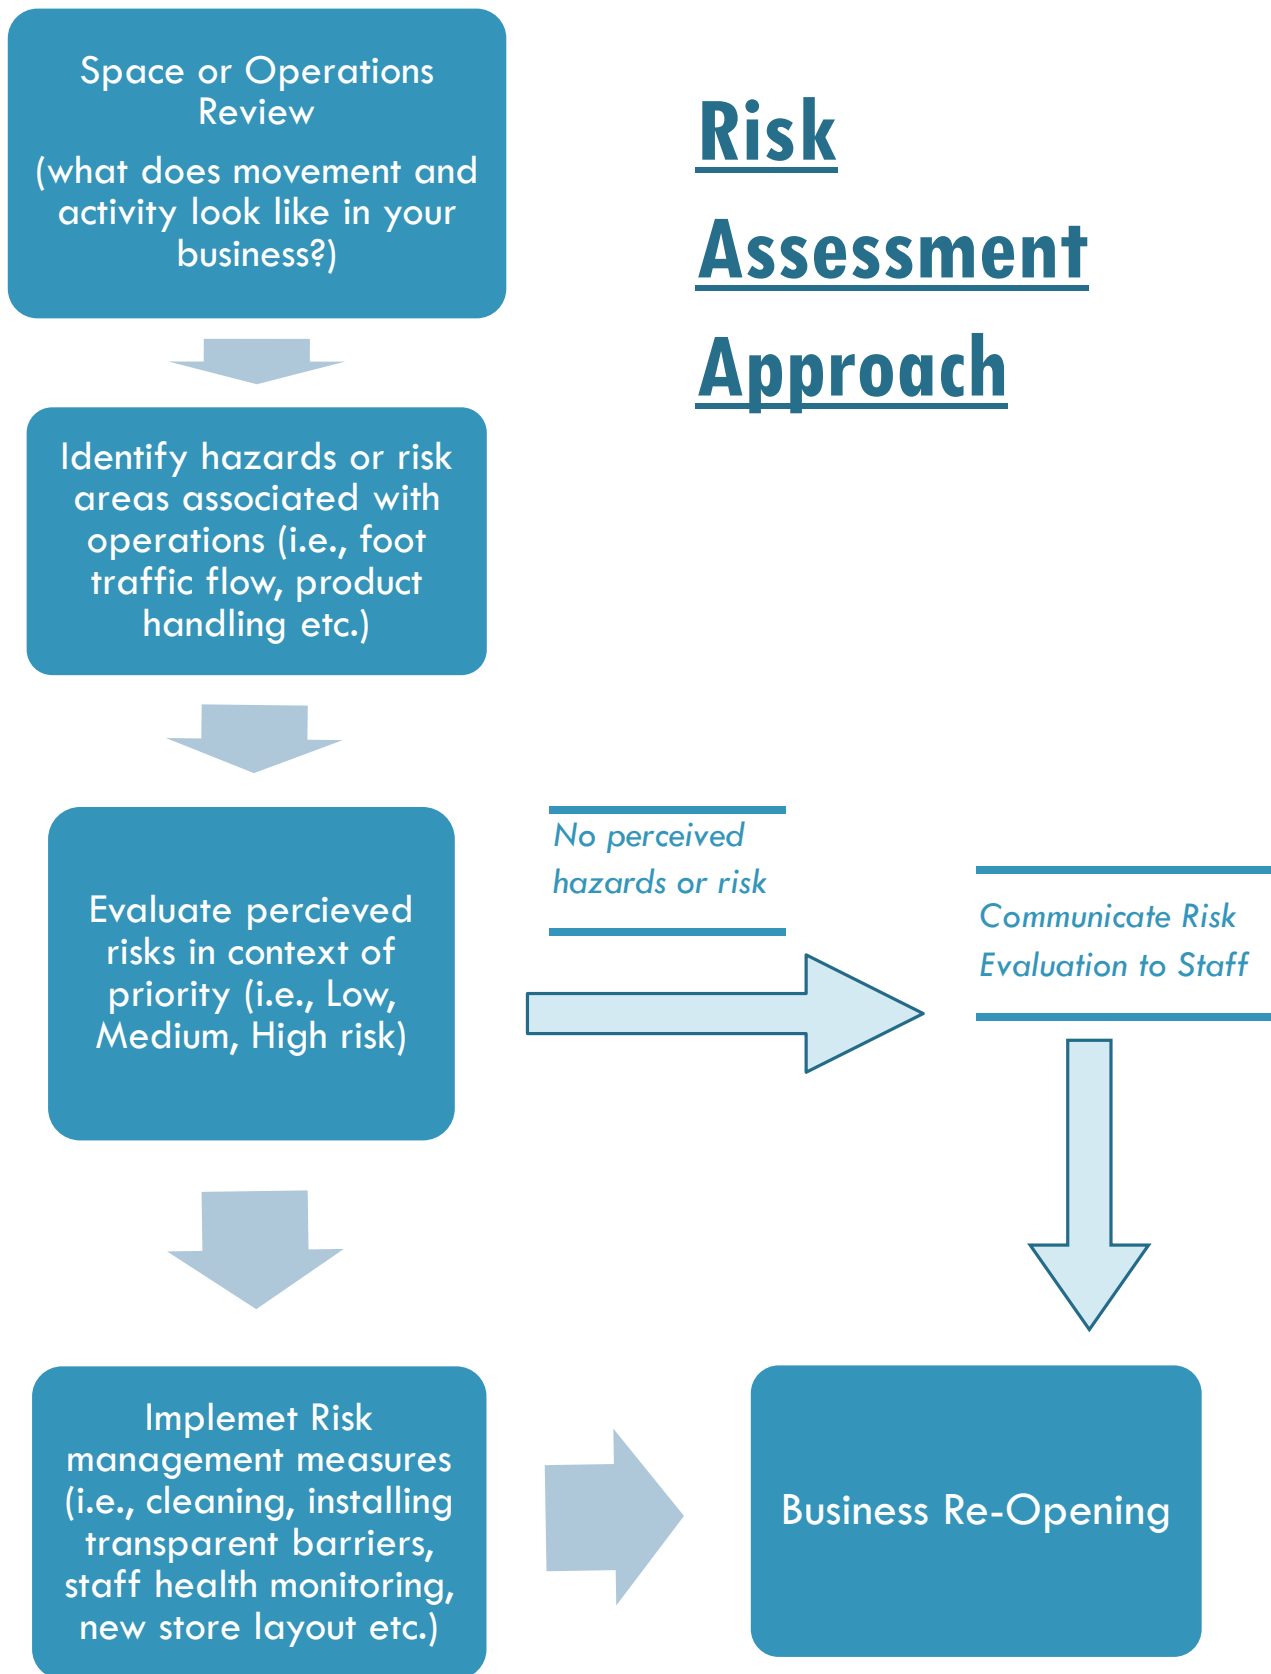 Space or Operations
Review
(what does movement and
activity look like in your
business?)
Risk
Assessment
Approach
Identify hazards or risk
areas associated with
operations (i.e., foot
traffic flow, product
handling etc.)
Evaluate percieved
risks in context of
priority (i.e., Low,
Medium, High risk)
No perceived
hazards or risk
Communicate Risk
Evaluation to Staff
Implemet Risk
management measures
(i.e., cleaning, installing
transparent barriers,
staff health monitoring,
new store layout etc.)
Business Re-Opening